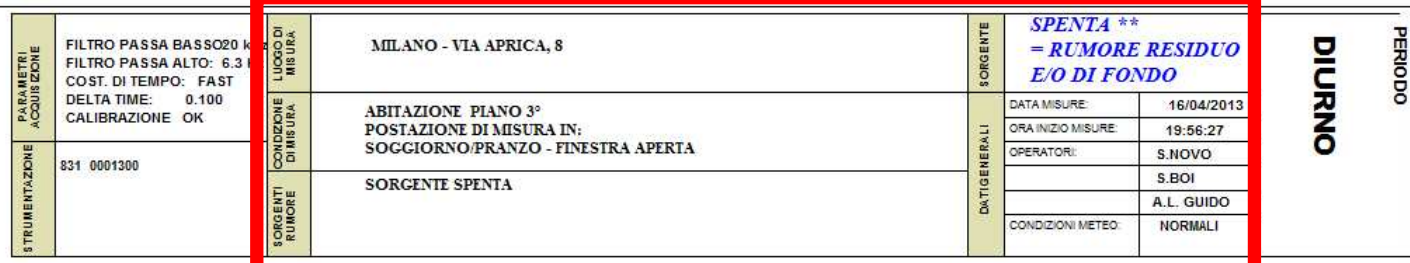 PARAMETRI
ACQUISIZIONE
FILTRO PASSA BASSO20 k
FILTRO PASSA ALTO: 6.3
COST. DI TEMPO: FAST
DELTA TIME: 0.100
CALIBRAZIONE OK
STRUMENTAZIONE
831 0001300
LUOGO DI
MISURA
MILANO - VIA APRICA, 8
CONDIZIONE
DI MISURA
ABITAZIONE PIANO 3°
POSTAZIONE DI MISURA IN:
SOGGIORNO/PRANZO - FINESTRA APERTA
SORGENTI
RUMORE
SORGENTE SPENTA
SORGENTE
SPENTA **
= RUMORE RESIDUO
E/O DI FONDO
DATI GENERALI
DATA MISURE: 16/04/2013
ORA INIZIO MISURE: 19:56:27
OPERATORI: S.NOVO
S.BOI
A.L. GUIDO
CONDIZIONI METEO: NORMALI
PERIODO
DIURNO